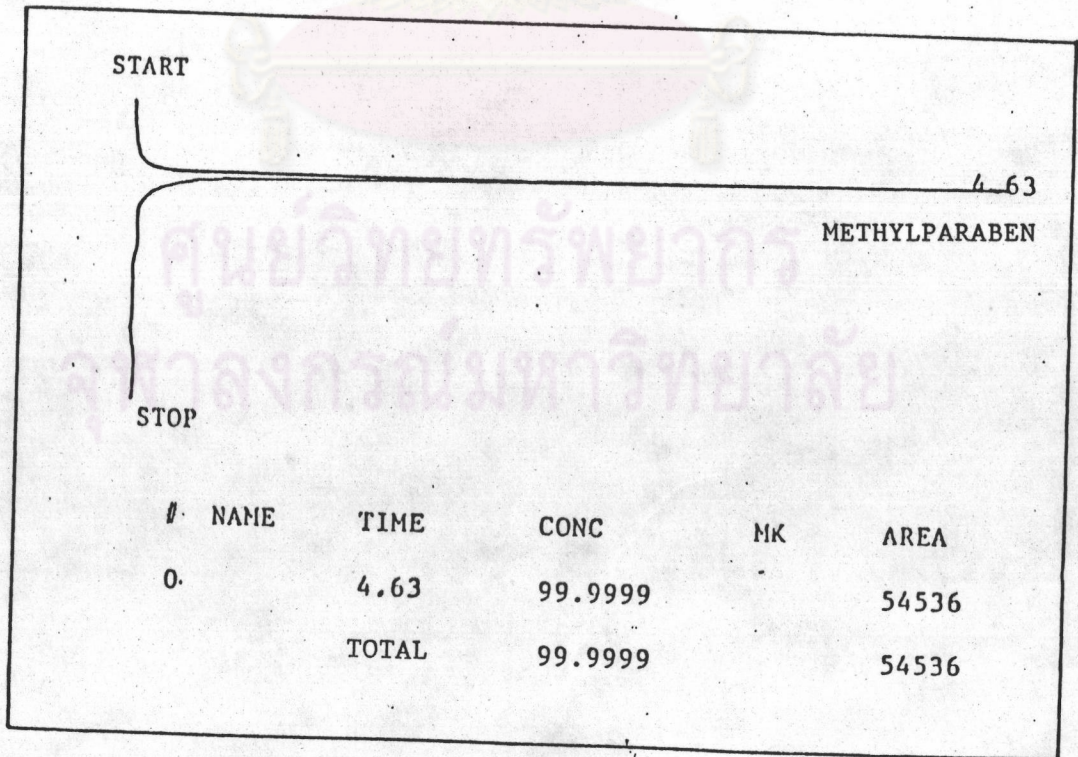 START
4.63
METHYLPARABEN
ศูนย์วิทยทรัพยากร
จุฬาลงกรณ์มหาวิทยาลัย
STOP
# NAME TIME CONC MK AREA
0 4.63 99.9999 54536
TOTAL 99.9999 54536